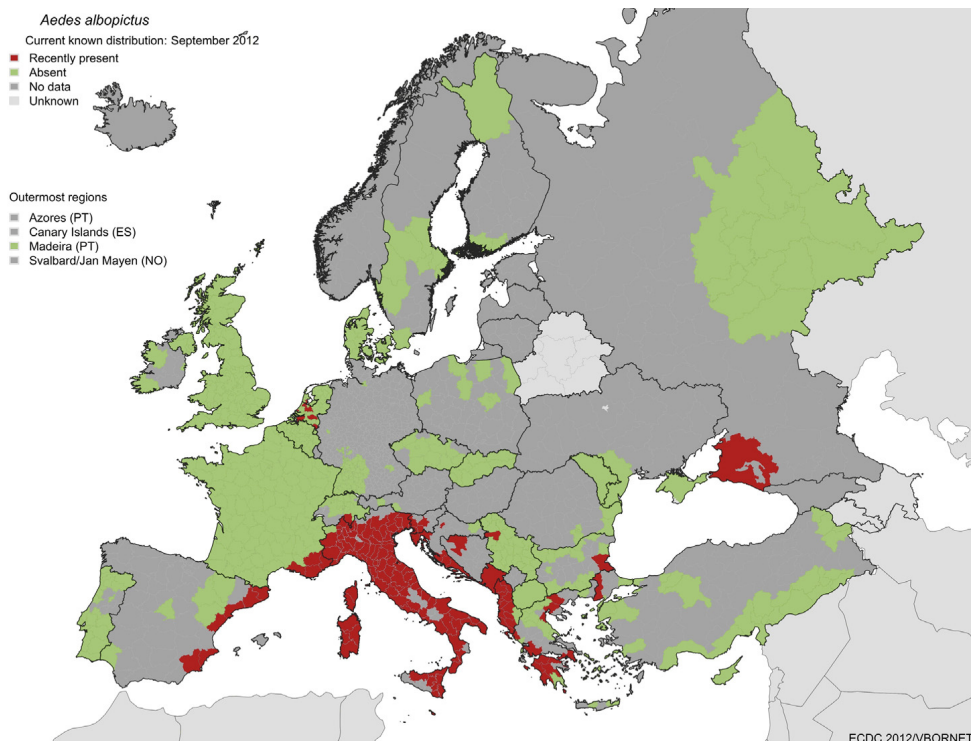 Aedes albopictus
Current known distribution: September 2012
Recently present
Absent
No data
Unknown
Outermost regions
Azores (PT)
Canary Islands (ES)
Madeira (PT)
Svalbard/Jan Mayen (NO)
ECDC 2012/VBORNET